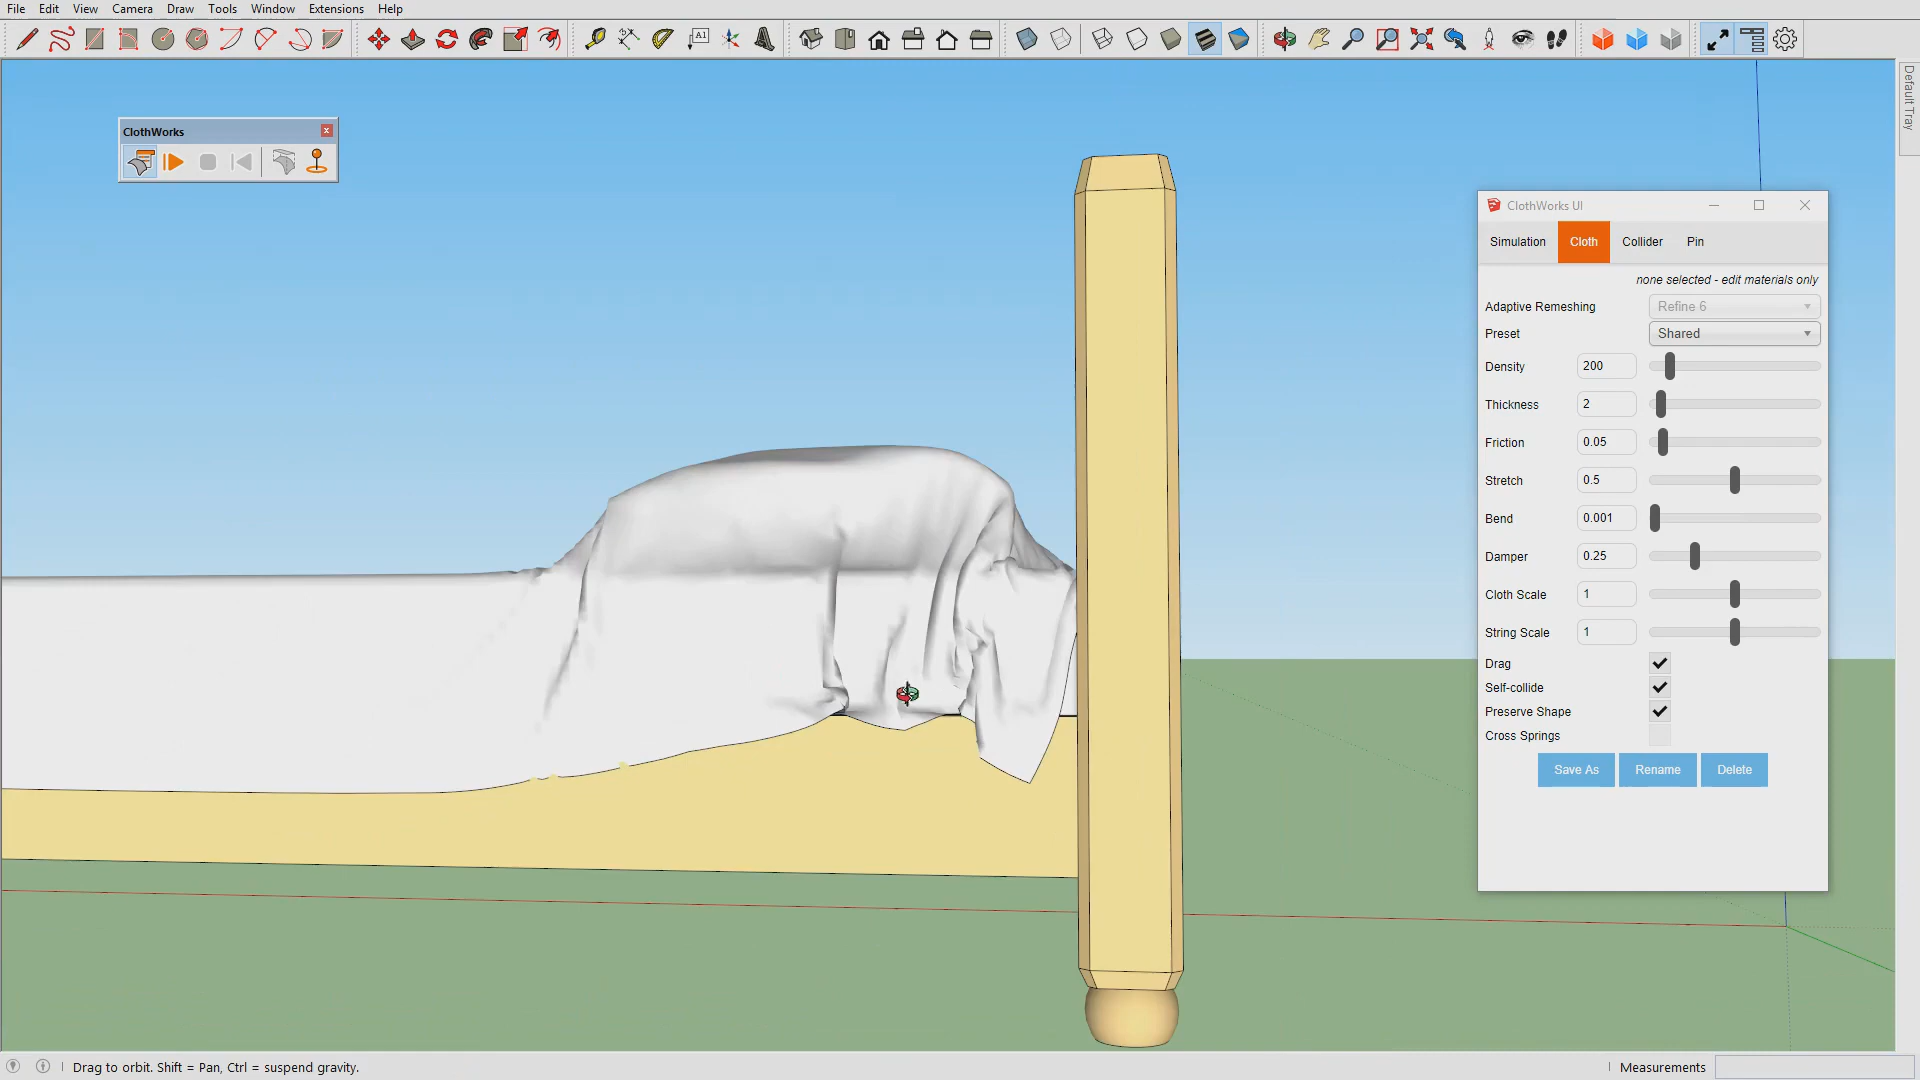 File Edit View Camera Draw Tools Window Extensions Help
A1
Default Tray
ClothWorks
ClothWorks UI
Simulation Cloth Collider Pin
none selected - edit materials only
Adaptive Remeshing Refine 6
Preset Shared
Density 200
Thickness 2
Friction 0.05
Stretch 0.5
Bend 0.001
Damper 0.25
Cloth Scale 1
String Scale 1
Drag
Self-collide
Preserve Shape
Cross Springs
Save As Rename Delete
Drag to orbit. Shift = Pan, Ctrl = suspend gravity.
Measurements